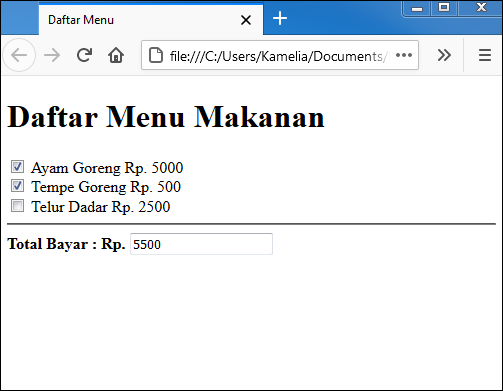 Daftar Menu
file:///C:/Users/Kamelia/Documents/
Daftar Menu Makanan
Ayam Goreng Rp. 5000
Tempe Goreng Rp. 500
Telur Dadar Rp. 2500
Total Bayar : Rp. 5500